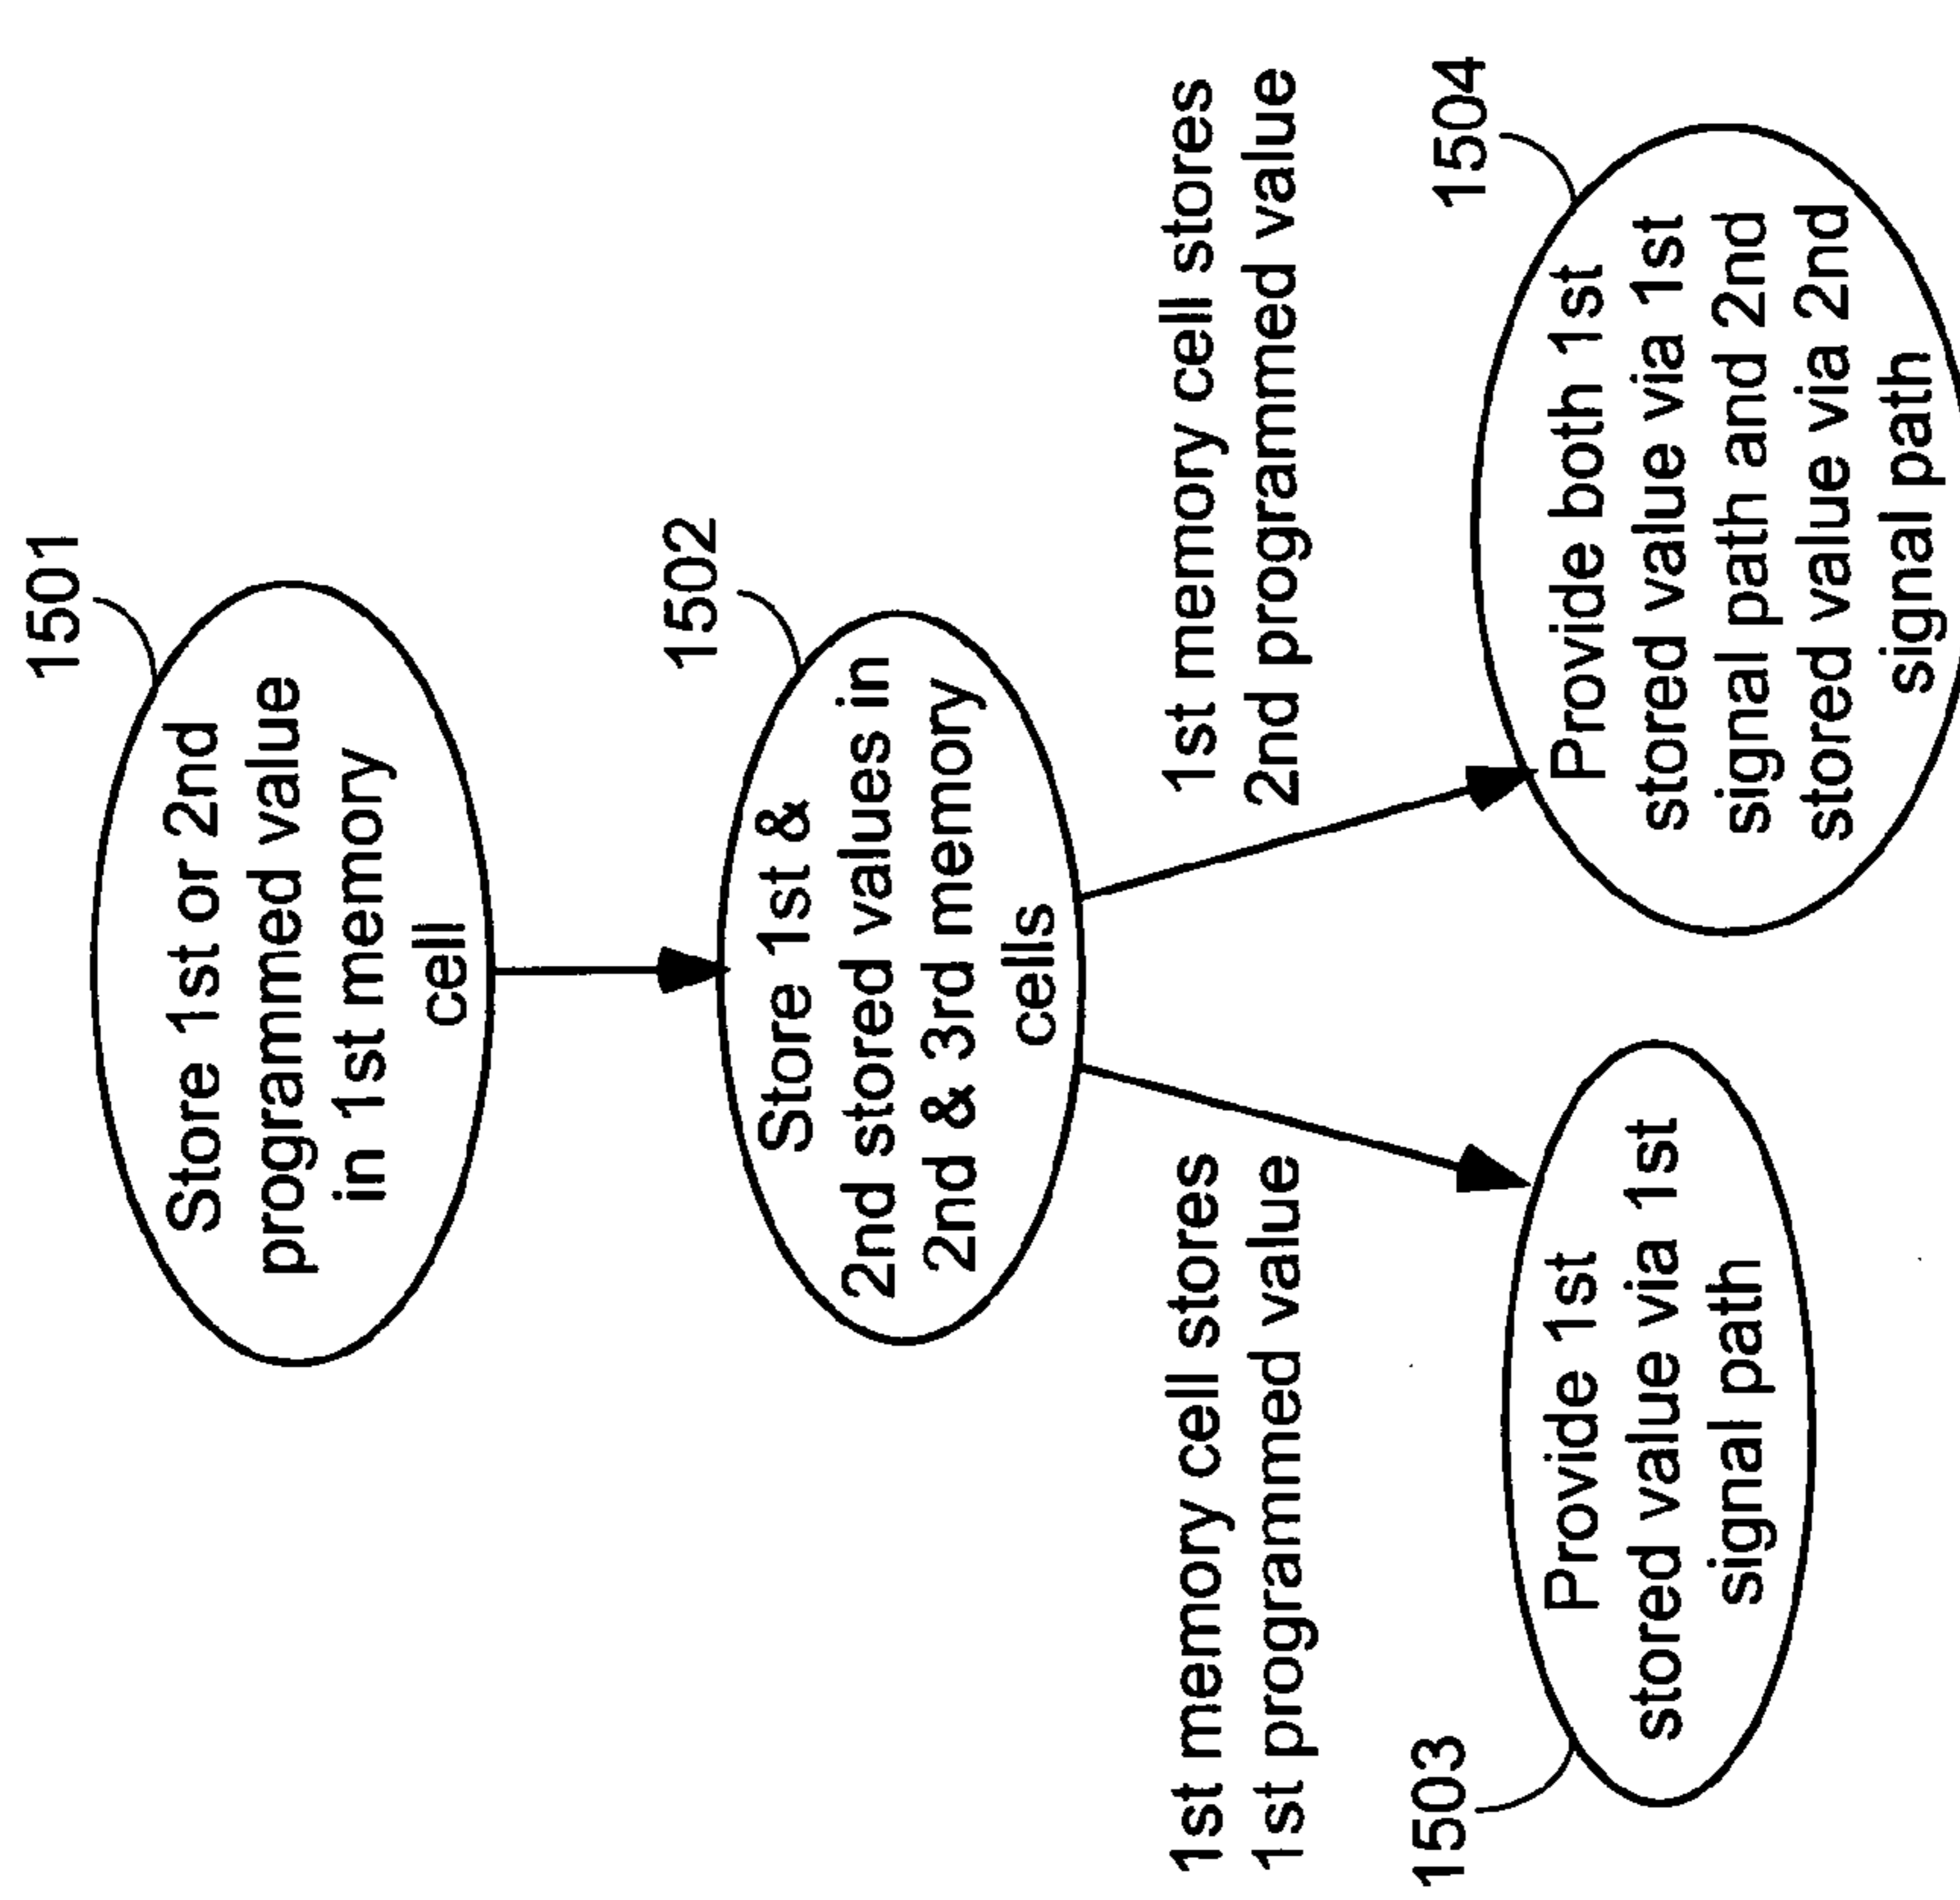 1501
Store 1st or 2nd
programmed value
in 1st memory
cell
1502
Store 1st &
2nd stored values in
2nd & 3rd memory
cells
1st memory cell stores
1st programmed value
1st memory cell stores
2nd programmed value
1503
Provide 1st
stored value via 1st
signal path
1504
Provide both 1st
stored value via 1st
signal path and 2nd
stored value via 2nd
signal path